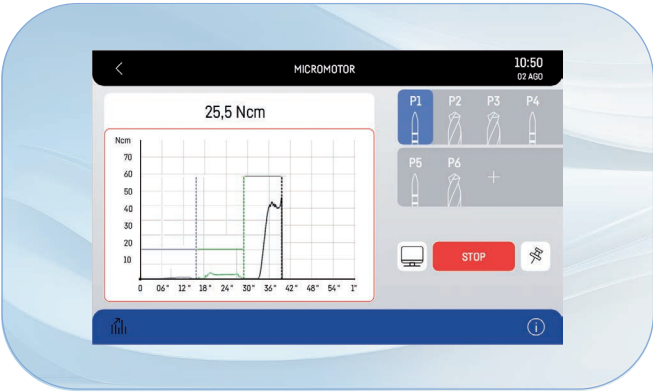 MICROMOTOR
10:50
02 AGO
25,5 Ncm
P1 P2 P3 P4
P5 P6 +
Ncm
70
60
50
40
30
20
10
0 06" 12" 18" 24" 30" 36" 42" 48" 54" 1"
STOP